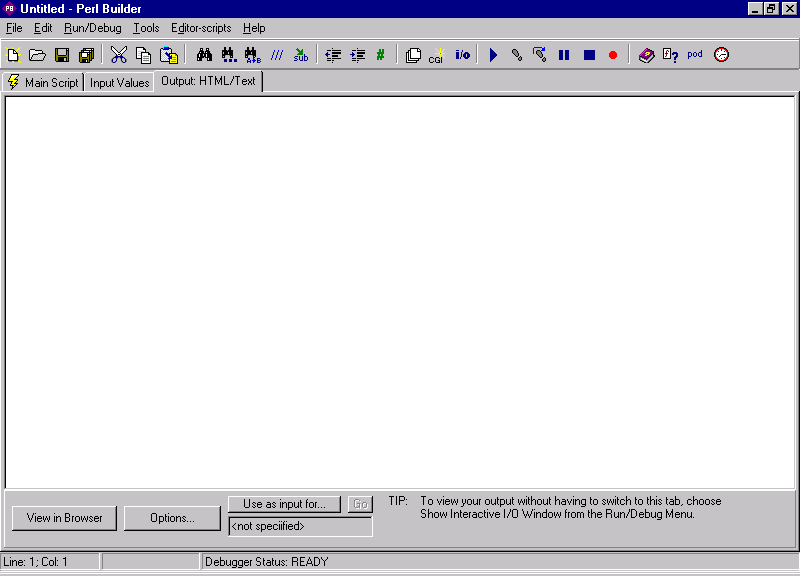 PB Untitled - Perl Builder
File Edit Run/Debug Tools Editor-scripts Help
A→B /// sub # CGI i/o f? pod
Main Script Input Values Output: HTML/Text
View in Browser
Options...
Use as input for... Go
<not speciified>
TIP: To view your output without having to switch to this tab, choose
Show Interactive I/O Window from the Run/Debug Menu.
Line: 1; Col: 1
Debugger Status: READY